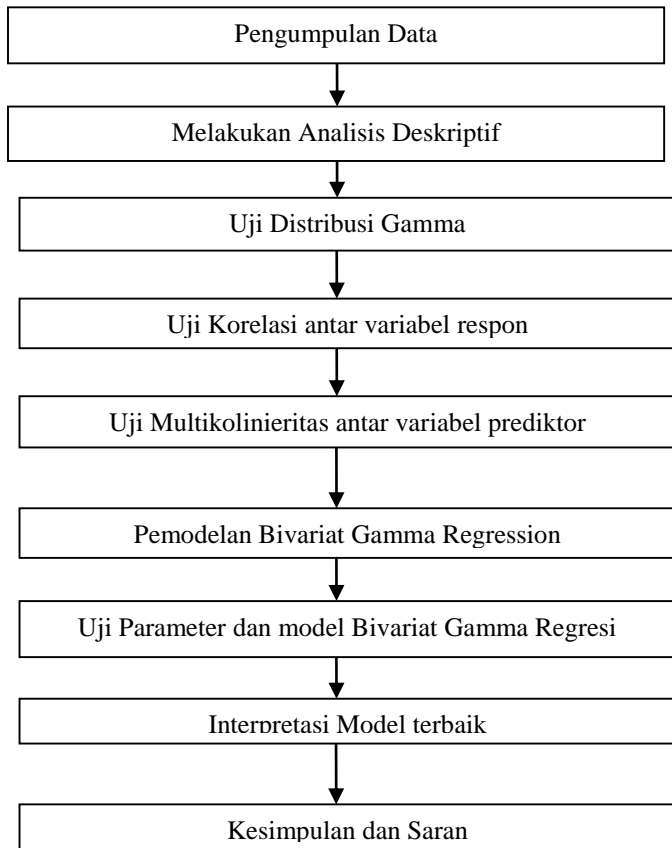 Pengumpulan Data
Melakukan Analisis Deskriptif
Uji Distribusi Gamma
Uji Korelasi antar variabel respon
Uji Multikolinieritas antar variabel prediktor
Pemodelan Bivariat Gamma Regression
Uji Parameter dan model Bivariat Gamma Regresi
Interpretasi Model terbaik
Kesimpulan dan Saran